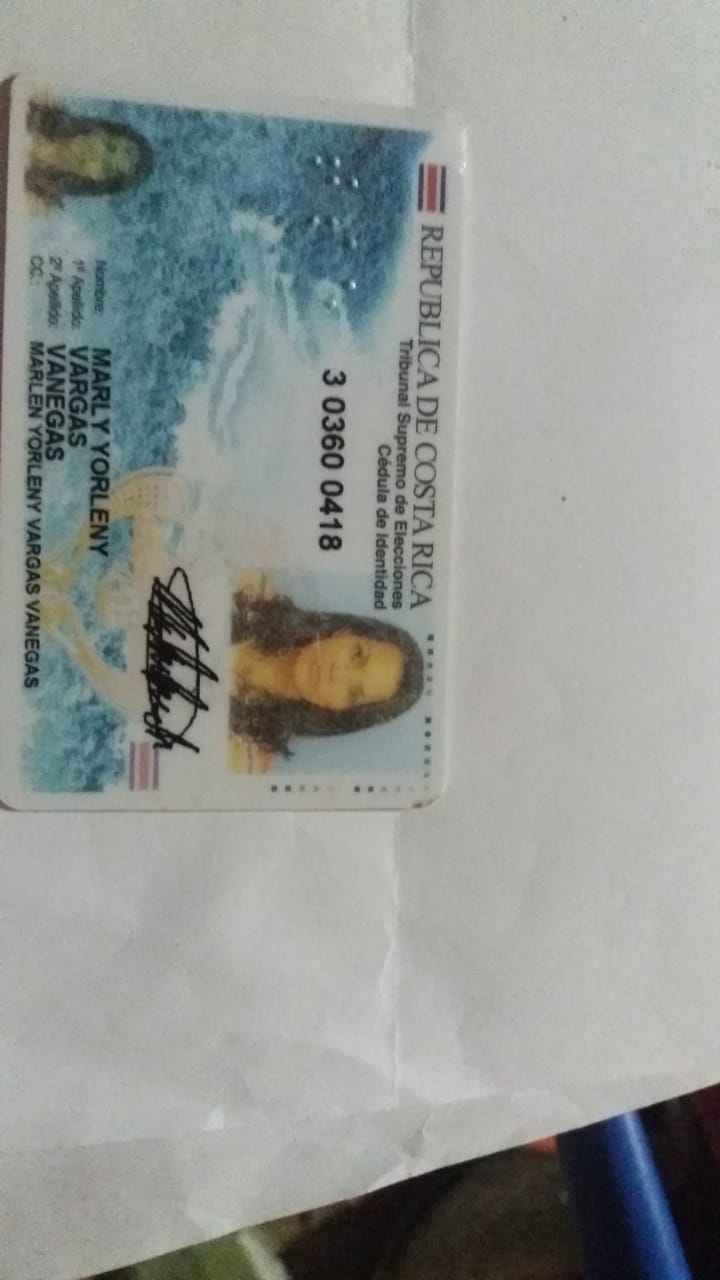 REPUBLICA DE COSTA RICA
Tribunal Supremo de Elecciones
Cédula de Identidad
3 0360 0418
Nombre: MARLY YORLENY
1º Apellido: VARGAS
2º Apellido: VANEGAS
CC.: MARLEN YORLENY VARGAS VANEGAS